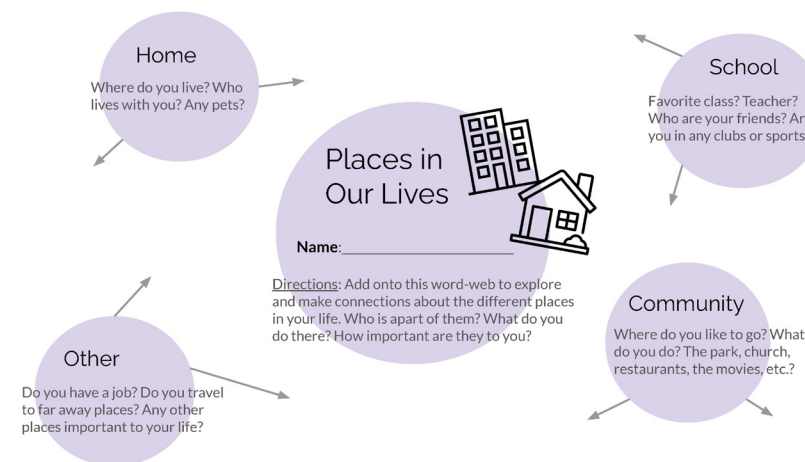 Home
Where do you live? Who
lives with you? Any pets?
School
Favorite class? Teacher?
Who are your friends? Ar
you in any clubs or sports
Places in
Our Lives
Name:
Directions: Add onto this word-web to explore
and make connections about the different places
in your life. Who is apart of them? What do you
do there? How important are they to you?
Community
Where do you like to go? What
do you do? The park, church,
restaurants, the movies, etc.?
Other
Do you have a job? Do you travel
to far away places? Any other
places important to your life?